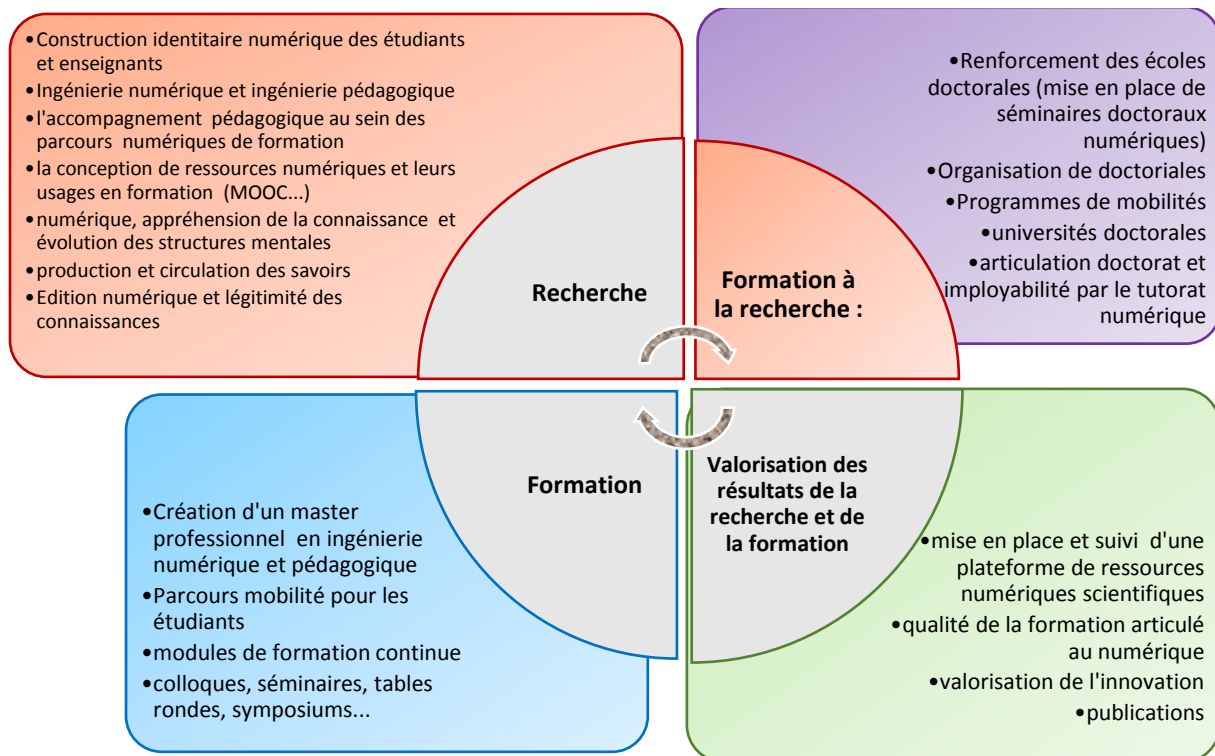 •Construction identitaire numérique des étudiants
et enseignants
•Ingénierie numérique et ingénierie pédagogique
•l'accompagnement pédagogique au sein des
parcours numériques de formation
•la conception de ressources numériques et leurs
usages en formation (MOOC...)
•numérique, appréhension de la connaissance et
évolution des structures mentales
•production et circulation des savoirs
•Edition numérique et légitimité des
connaissances
Recherche
•Renforcement des écoles
doctorales (mise en place de
séminaires doctoraux
numériques)
•Organisation de doctoriales
•Programmes de mobilités
•universités doctorales
•articulation doctorat et
imployabilité par le tutorat
numérique
Formation à
la recherche :
Formation
•Création d'un master
professionnel en ingénierie
numérique et pédagogique
•Parcours mobilité pour les
étudiants
•modules de formation continue
•colloques, séminaires, tables
rondes, symposiums...
Valorisation des
résultats de la
recherche et de
la formation
•mise en place et suivi d'une
plateforme de ressources
numériques scientifiques
•qualité de la formation articulé
au numérique
•valorisation de l'innovation
•publications